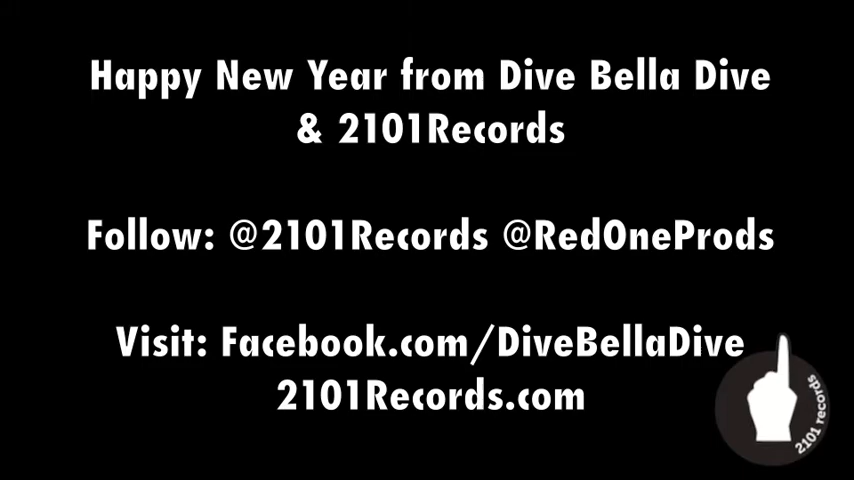 Happy New Year from Dive Bella Dive
& 2101Records
Follow: @2101Records @RedOneProds
Visit: Facebook.com/DiveBellaDive
2101Records.com
2101 records